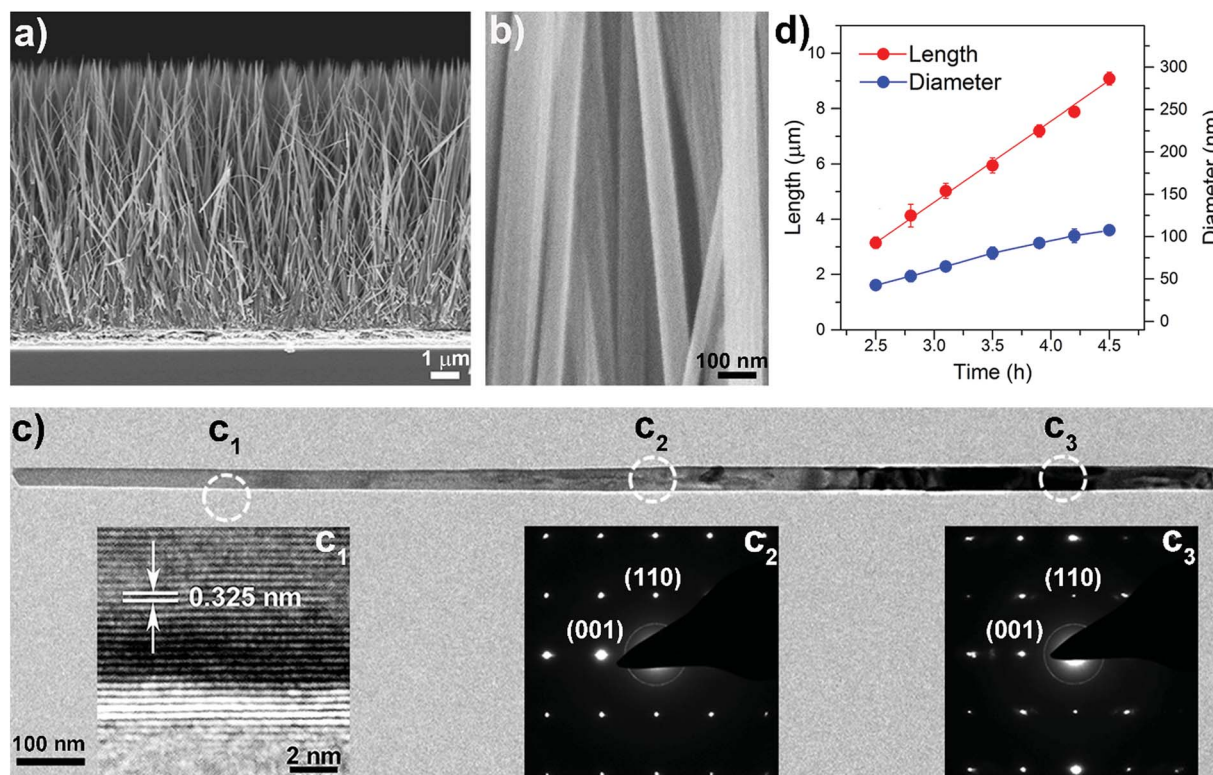 a)
1 μm
b)
100 nm
d)
Length
Diameter
Length (μm)
10
8
6
4
2
0
300
250
200
150
100
50
0
Diameter (nm)
2.5 3.0 3.5 4.0 4.5
Time (h)
c)
c1
c2
c3
c1
0.325 nm
2 nm
100 nm
c2
(110)
(001)
c3
(110)
(001)